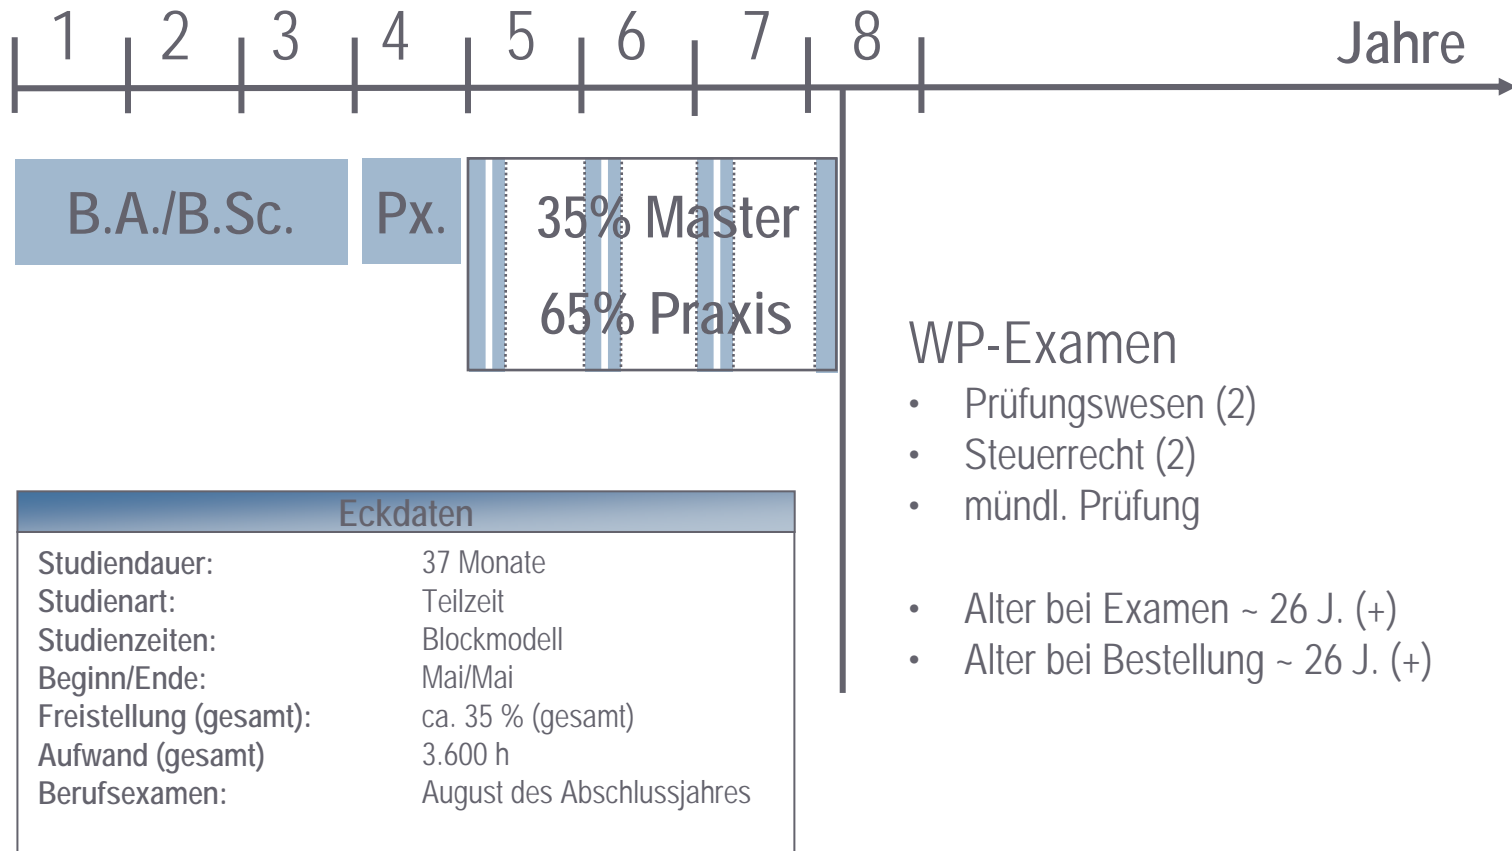 1 2 3 4 5 6 7 8 Jahre
B.A./B.Sc. Px. 35% Master
65% Praxis
WP-Examen
• Prüfungswesen (2)
• Steuerrecht (2)
• mündl. Prüfung
• Alter bei Examen ~ 26 J. (+)
• Alter bei Bestellung ~ 26 J. (+)
Eckdaten
Studiendauer: 37 Monate
Studienart: Teilzeit
Studienzeiten: Blockmodell
Beginn/Ende: Mai/Mai
Freistellung (gesamt): ca. 35 % (gesamt)
Aufwand (gesamt) 3.600 h
Berufsexamen: August des Abschlussjahres